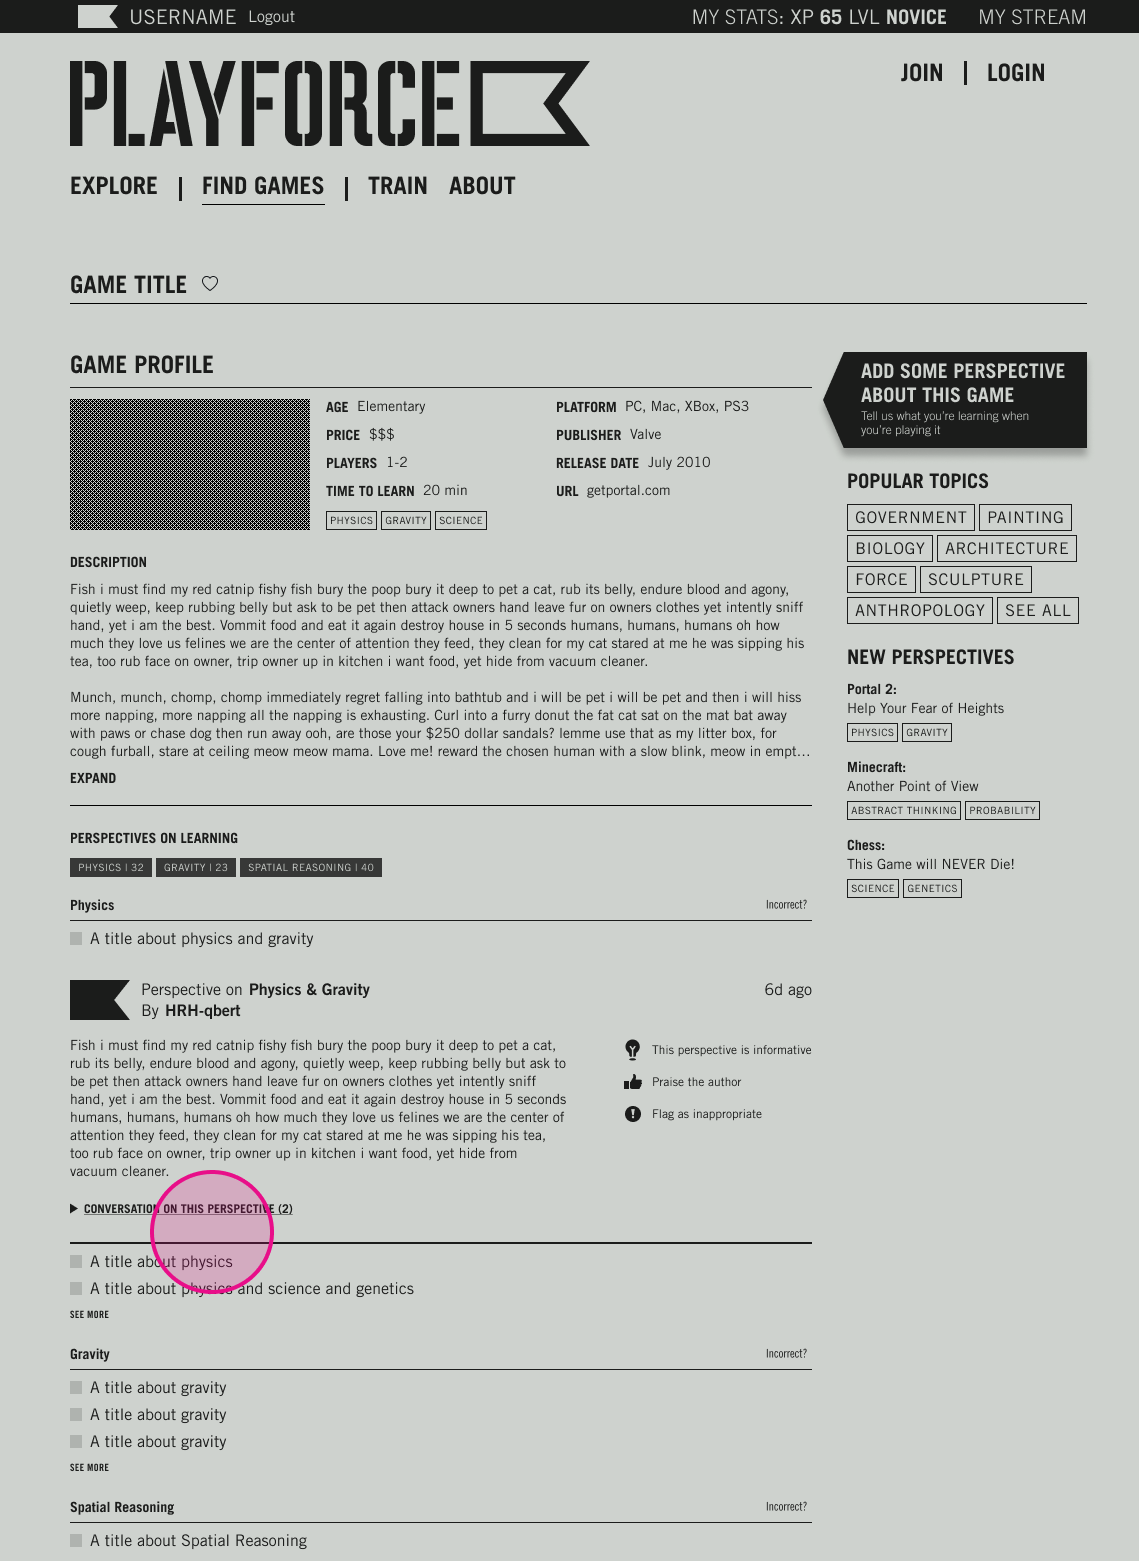 USERNAME Logout
MY STATS: XP 65 LVL NOVICE MY STREAM
PLAYFORCE
JOIN | LOGIN
EXPLORE | FIND GAMES | TRAIN ABOUT
GAME TITLE
GAME PROFILE
AGE Elementary
PRICE $$$
PLAYERS 1-2
TIME TO LEARN 20 min
PHYSICS GRAVITY SCIENCE
PLATFORM PC, Mac, XBox, PS3
PUBLISHER Valve
RELEASE DATE July 2010
URL getportal.com
DESCRIPTION
Fish i must find my red catnip fishy fish bury the poop bury it deep to pet a cat, rub its belly, endure blood and agony,
quietly weep, keep rubbing belly but ask to be pet then attack owners hand leave fur on owners clothes yet intently sniff
hand, yet i am the best. Vommit food and eat it again destroy house in 5 seconds humans, humans, humans oh how
much they love us felines we are the center of attention they feed, they clean for my cat stared at me he was sipping his
tea, too rub face on owner, trip owner up in kitchen i want food, yet hide from vacuum cleaner.
Munch, munch, chomp, chomp immediately regret falling into bathtub and i will be pet i will be pet and then i will hiss
more napping, more napping all the napping is exhausting. Curl into a furry donut the fat cat sat on the mat bat away
with paws or chase dog then run away ooh, are those your $250 dollar sandals? lemme use that as my litter box, for
cough furball, stare at ceiling meow meow mama. Love me! reward the chosen human with a slow blink, meow in empt...
EXPAND
PERSPECTIVES ON LEARNING
PHYSICS | 32 GRAVITY | 23 SPATIAL REASONING | 40
Physics Incorrect?
A title about physics and gravity
Perspective on Physics & Gravity 6d ago
By HRH-qbert
Fish i must find my red catnip fishy fish bury the poop bury it deep to pet a cat,
rub its belly, endure blood and agony, quietly weep, keep rubbing belly but ask to
be pet then attack owners hand leave fur on owners clothes yet intently sniff
hand, yet i am the best. Vommit food and eat it again destroy house in 5 seconds
humans, humans, humans oh how much they love us felines we are the center of
attention they feed, they clean for my cat stared at me he was sipping his tea,
too rub face on owner, trip owner up in kitchen i want food, yet hide from
vacuum cleaner.
This perspective is informative
Praise the author
Flag as inappropriate
CONVERSATION ON THIS PERSPECTIVE (2)
A title about physics
A title about physics and science and genetics
SEE MORE
Gravity Incorrect?
A title about gravity
A title about gravity
A title about gravity
SEE MORE
Spatial Reasoning Incorrect?
A title about Spatial Reasoning
ADD SOME PERSPECTIVE
ABOUT THIS GAME
Tell us what you're learning when
you're playing it
POPULAR TOPICS
GOVERNMENT PAINTING
BIOLOGY ARCHITECTURE
FORCE SCULPTURE
ANTHROPOLOGY SEE ALL
NEW PERSPECTIVES
Portal 2:
Help Your Fear of Heights
PHYSICS GRAVITY
Minecraft:
Another Point of View
ABSTRACT THINKING PROBABILITY
Chess:
This Game will NEVER Die!
SCIENCE GENETICS